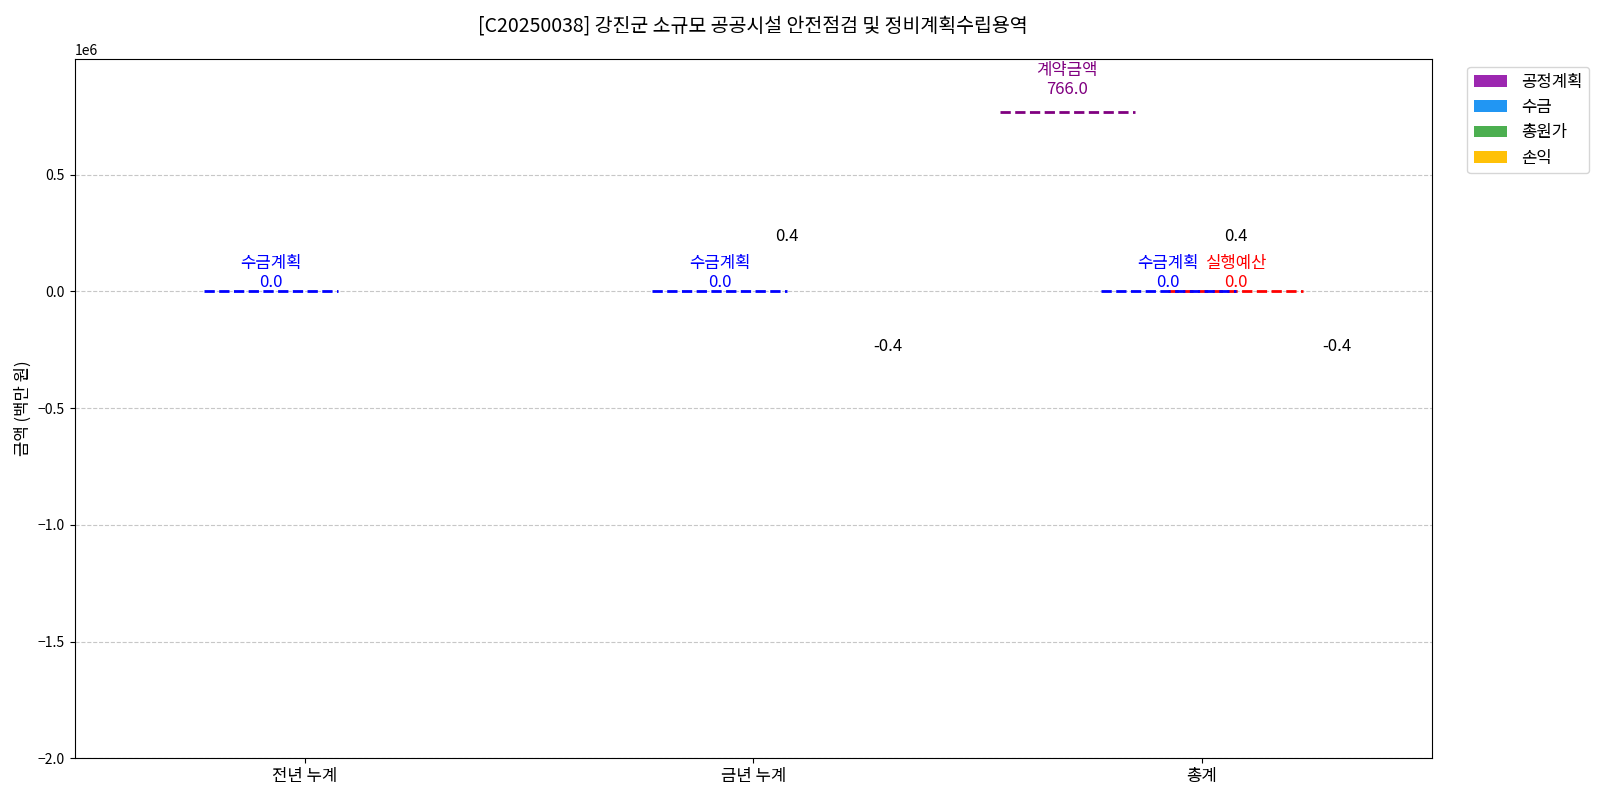 [C20250038] 강진군 소규모 공공시설 안전점검 및 정비계획수립용역
1e6
계약금액
766.0
공정계획
수금
총원가
손익
0.5
0.4
0.4
수금계획
0.0
수금계획
0.0
수금계획
0.0
실행예산
0.0
0.0
-0.4
-0.4
금액 (백만 원)
−0.5
−1.0
−1.5
−2.0
전년 누계
금년 누계
총계